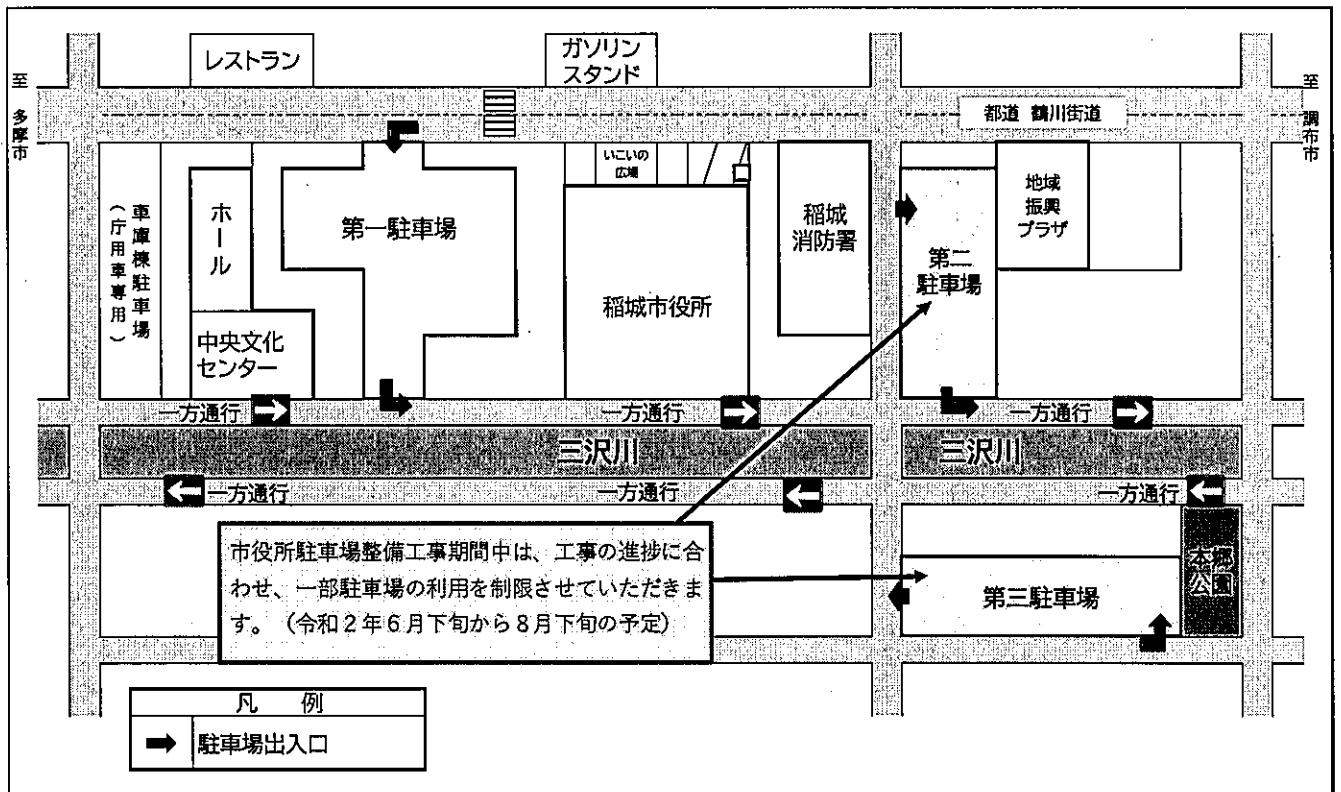 レストラン
ガソリン
スタンド
至 多摩市
都道 鶴川街道
至 調布市
車庫棟駐車場
（庁用車専用）
ホール
第一駐車場
いこいの
広場
稲城
消防署
地域
振興
プラザ
第二
駐車場
稲城市役所
中央文化
センター
一方通行
一方通行
一方通行
三沢川
三沢川
一方通行
一方通行
一方通行
市役所駐車場整備工事期間中は、工事の進捗に合
わせ、一部駐車場の利用を制限させていただきま
す。（令和２年６月下旬から８月下旬の予定）
本郷
公園
第三駐車場
凡 例
駐車場出入口